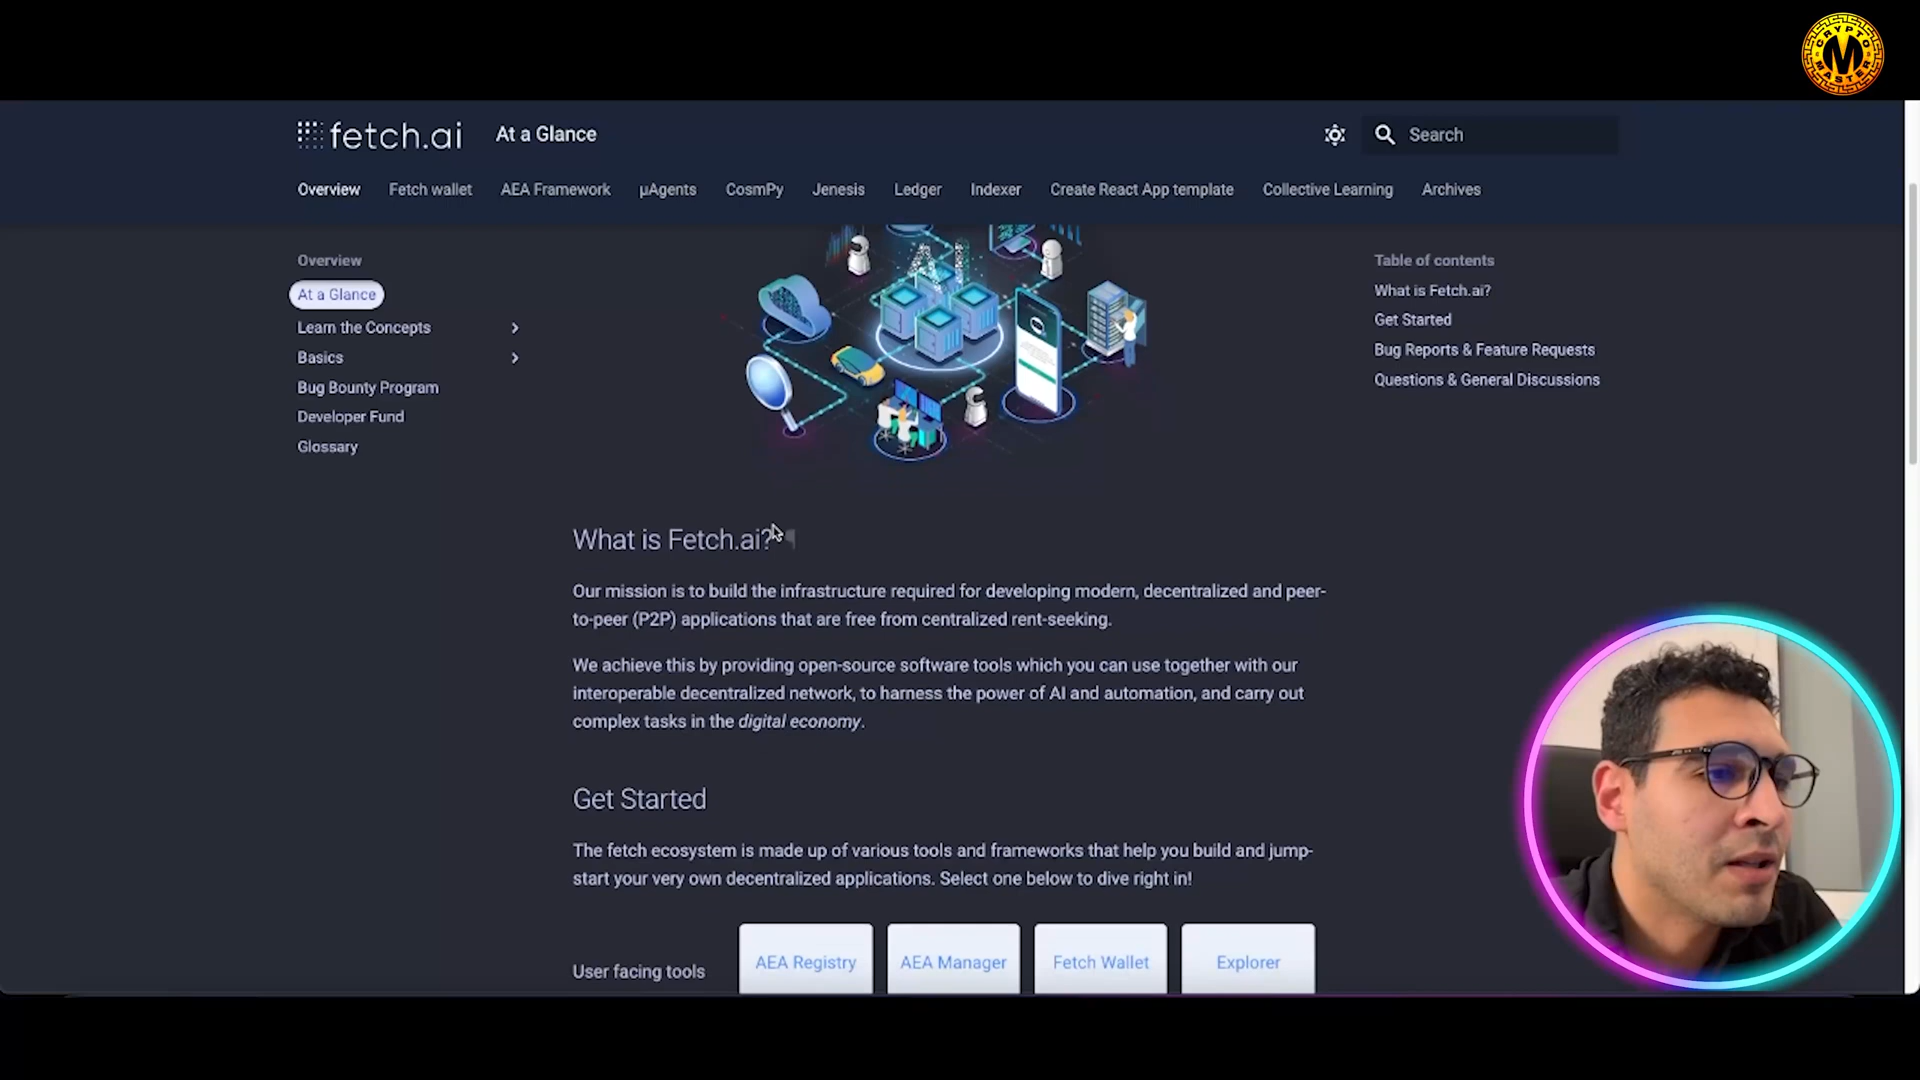 CRYPTO
M
MASTER
fetch.ai
At a Glance
Search
Overview
Fetch wallet
AEA Framework
µAgents
CosmPy
Jenesis
Ledger
Indexer
Create React App template
Collective Learning
Archives
Overview
At a Glance
Learn the Concepts
Basics
Bug Bounty Program
Developer Fund
Glossary
AI
Table of contents
What is Fetch.ai?
Get Started
Bug Reports & Feature Requests
Questions & General Discussions
What is Fetch.ai?¶
Our mission is to build the infrastructure required for developing modern, decentralized and peer-
to-peer (P2P) applications that are free from centralized rent-seeking.
We achieve this by providing open-source software tools which you can use together with our
interoperable decentralized network, to harness the power of AI and automation, and carry out
complex tasks in the digital economy.
Get Started
The fetch ecosystem is made up of various tools and frameworks that help you build and jump-
start your very own decentralized applications. Select one below to dive right in!
User facing tools
AEA Registry
AEA Manager
Fetch Wallet
Explorer